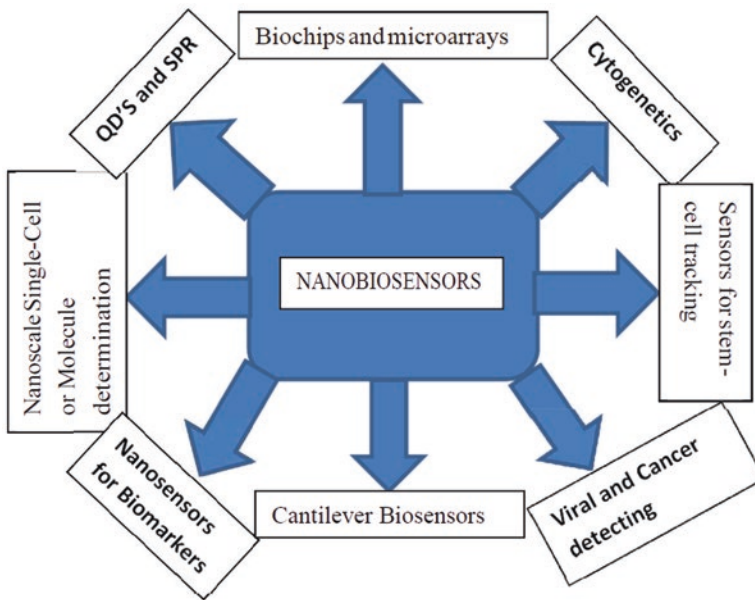 Biochips and microarrays
QD'S and SPR
Cytogenetics
Nanoscale Single-Cell
or Molecule
determination
NANOBIOSENSORS
Sensors for stem-
cell tracking
Nanosensors
for Biomarkers
Cantilever Biosensors
Viral and Cancer
detecting